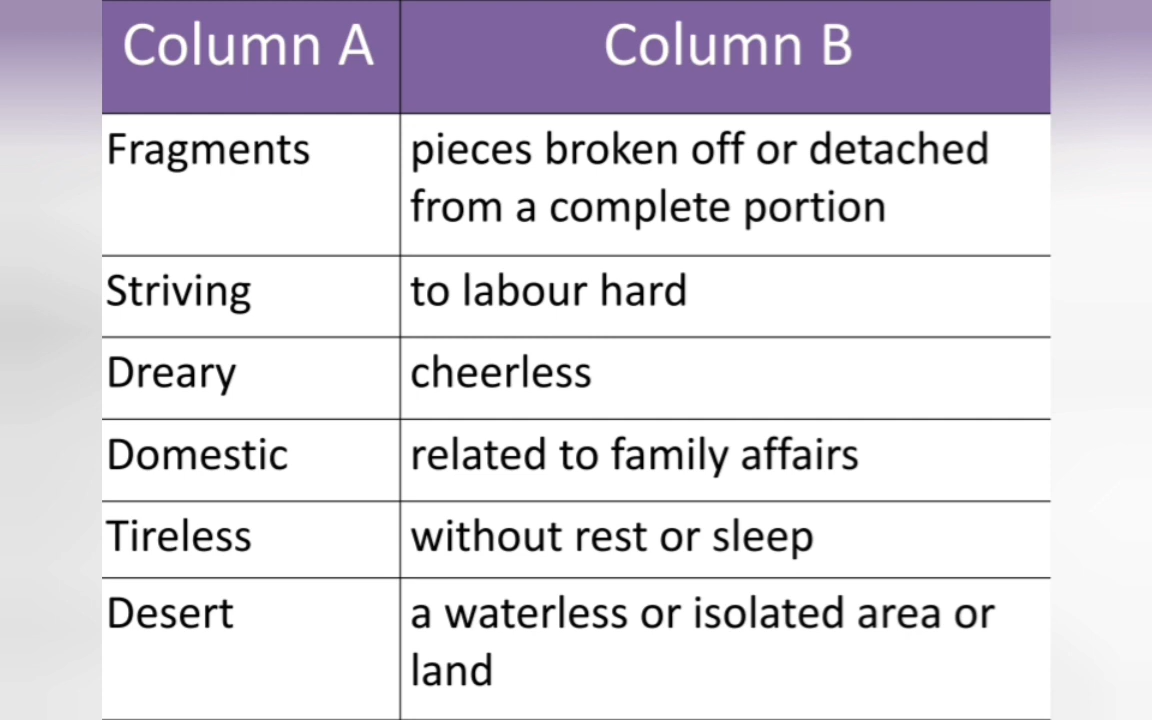 Column A
Column B
Fragments
pieces broken off or detached
from a complete portion
Striving
to labour hard
Dreary
cheerless
Domestic
related to family affairs
Tireless
without rest or sleep
Desert
a waterless or isolated area or
land